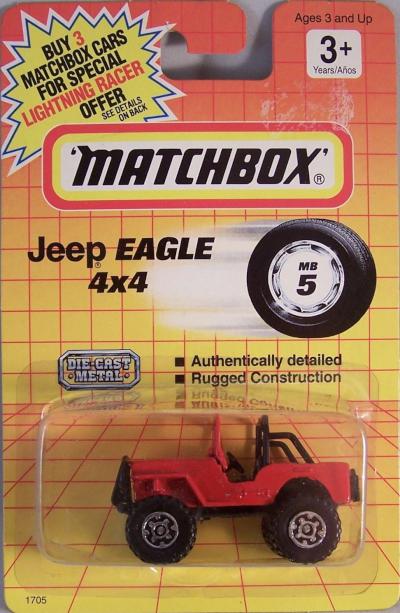 BUY 3
MATCHBOX CARS
FOR SPECIAL
LIGHTNING RACER
OFFER
SEE DETAILS
ON BACK
Ages 3 and Up
3+
Years/Años
'MATCHBOX'®
Jeep® EAGLE
4x4
MB
5
DIE-CAST
METAL
■ Authentically detailed
■ Rugged Construction
1705